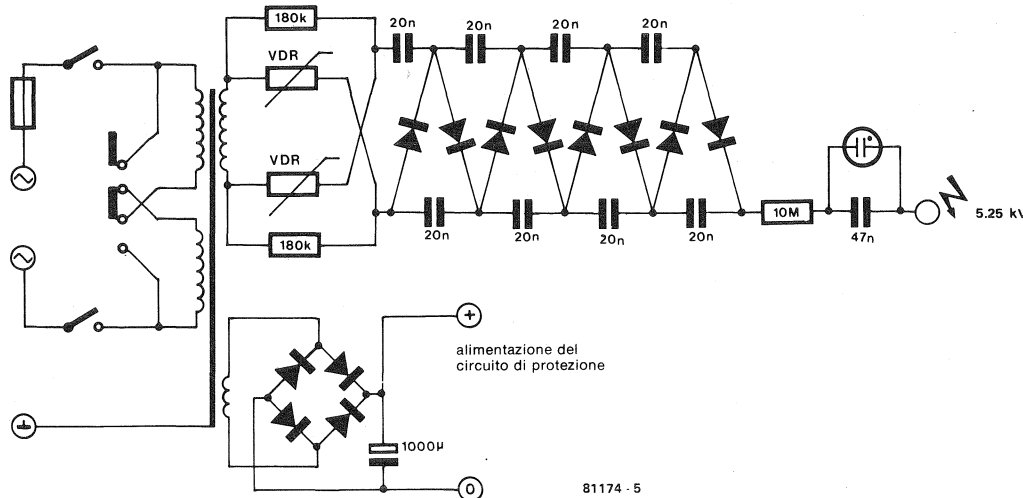 180k
VDR
VDR
180k
20n
20n
20n
20n
20n
20n
20n
20n
10M
47n
5.25 kV
+
alimentazione del
circuito di protezione
1000µ
0
81174 - 5